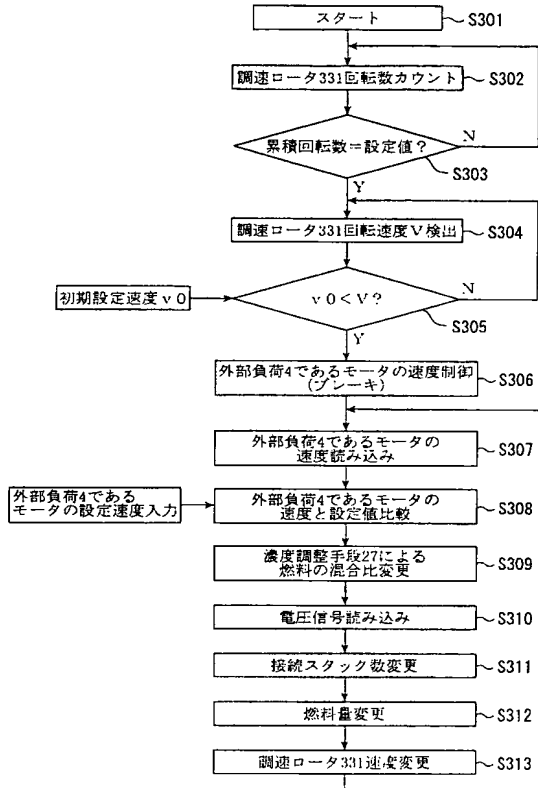 スタート
S301
調速ロータ331回転数カウント
S302
累積回転数=設定値?
N
S303
Y
調速ロータ331回転速度V検出
S304
初期設定速度v0
v0<V?
N
S305
Y
外部負荷4であるモータの速度制御
(ブレーキ)
S306
外部負荷4であるモータの
速度読み込み
S307
外部負荷4である
モータの設定速度入力
外部負荷4であるモータの
速度と設定値比較
S308
濃度調整手段27による
燃料の混合比変更
S309
電圧信号読み込み
S310
接続スタック数変更
S311
燃料量変更
S312
調速ロータ331速度変更
S313